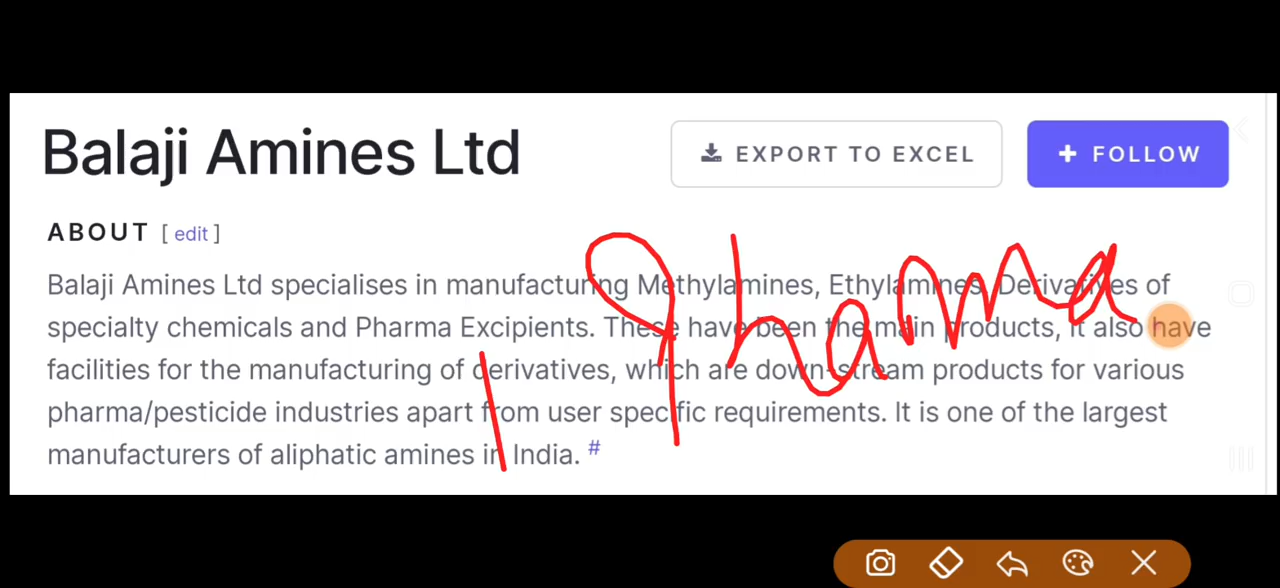 Balaji Amines Ltd
EXPORT TO EXCEL
+ FOLLOW
ABOUT [ edit ]
Balaji Amines Ltd specialises in manufacturing Methylamines, Ethylamines, Derivatives of
specialty chemicals and Pharma Excipients. These have been the main products, it also have
facilities for the manufacturing of derivatives, which are down-stream products for various
pharma/pesticide industries apart from user specific requirements. It is one of the largest
manufacturers of aliphatic amines in India. #
1 Phama